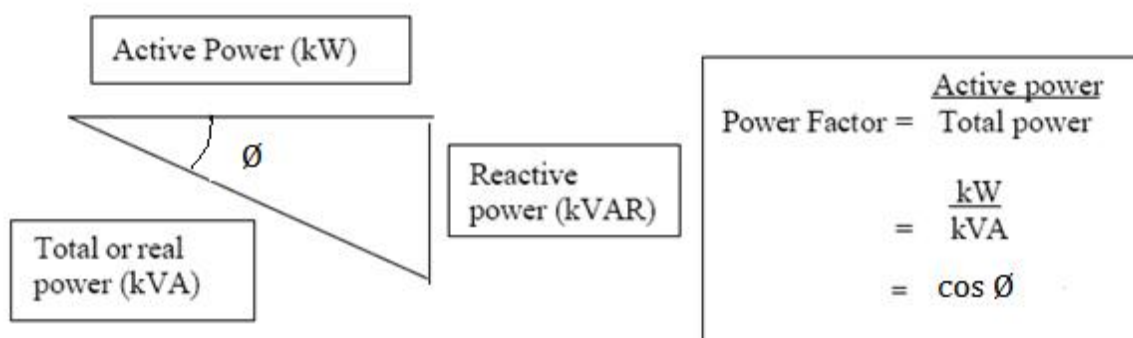 Active Power (kW)
Ø
Reactive
power (kVAR)
Total or real
power (kVA)
Active power
Power Factor = Total power
kW
= kVA
= cos Ø